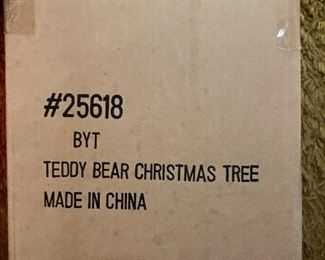 #25618
BYT
TEDDY BEAR CHRISTMAS TREE
MADE IN CHINA